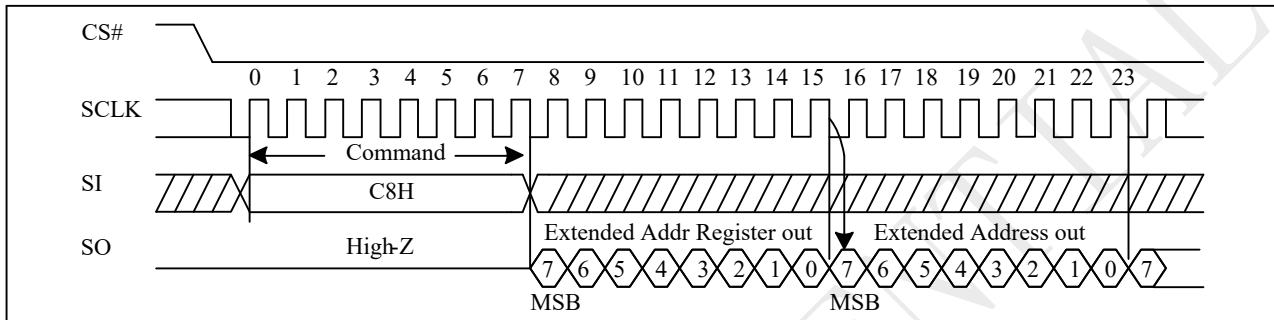 CS#
0 1 2 3 4 5 6 7 8 9 10 11 12 13 14 15 16 17 18 19 20 21 22 23
SCLK
Command
SI C8H
Extended Addr Register out Extended Address out
SO High-Z
7 6 5 4 3 2 1 0 7 6 5 4 3 2 1 0 7
MSB MSB